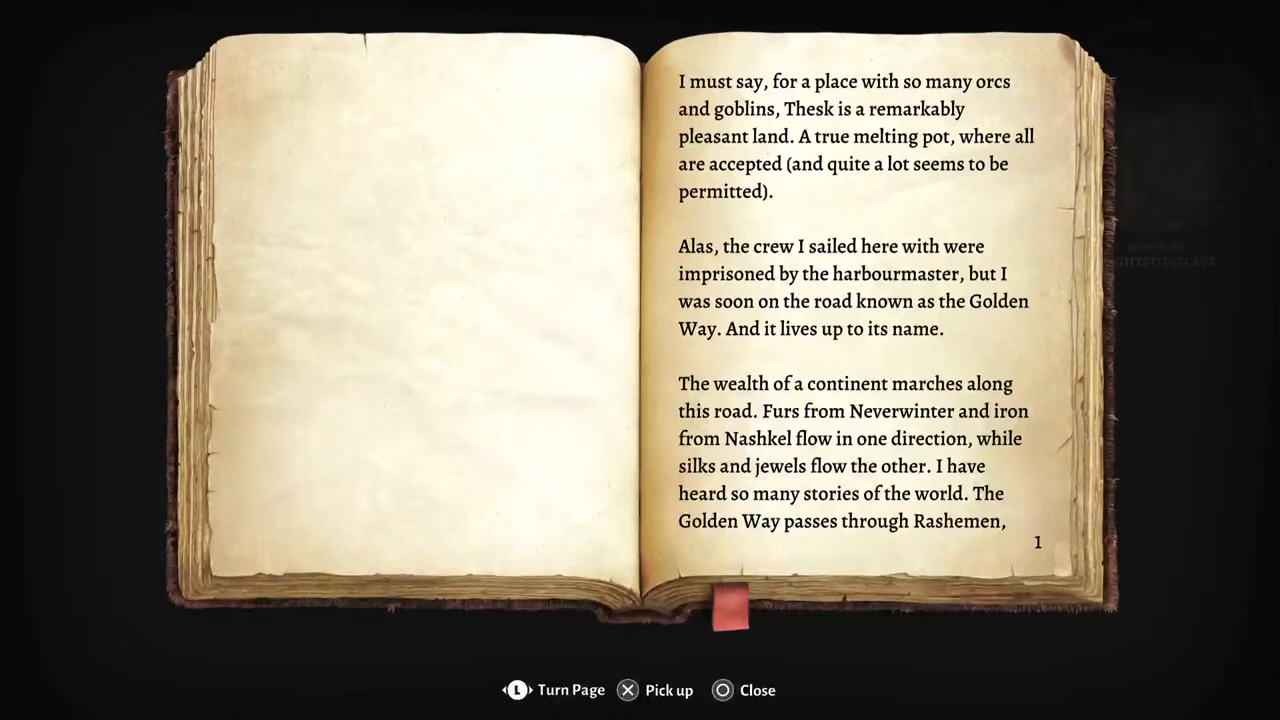 I must say, for a place with so many orcs
and goblins, Thesk is a remarkably
pleasant land. A true melting pot, where all
are accepted (and quite a lot seems to be
permitted).
Alas, the crew I sailed here with were
imprisoned by the harbourmaster, but I
was soon on the road known as the Golden
Way. And it lives up to its name.
The wealth of a continent marches along
this road. Furs from Neverwinter and iron
from Nashkel flow in one direction, while
silks and jewels flow the other. I have
heard so many stories of the world. The
Golden Way passes through Rashemen,
1
GHTED VILLAGE
L Turn Page Pick up Close